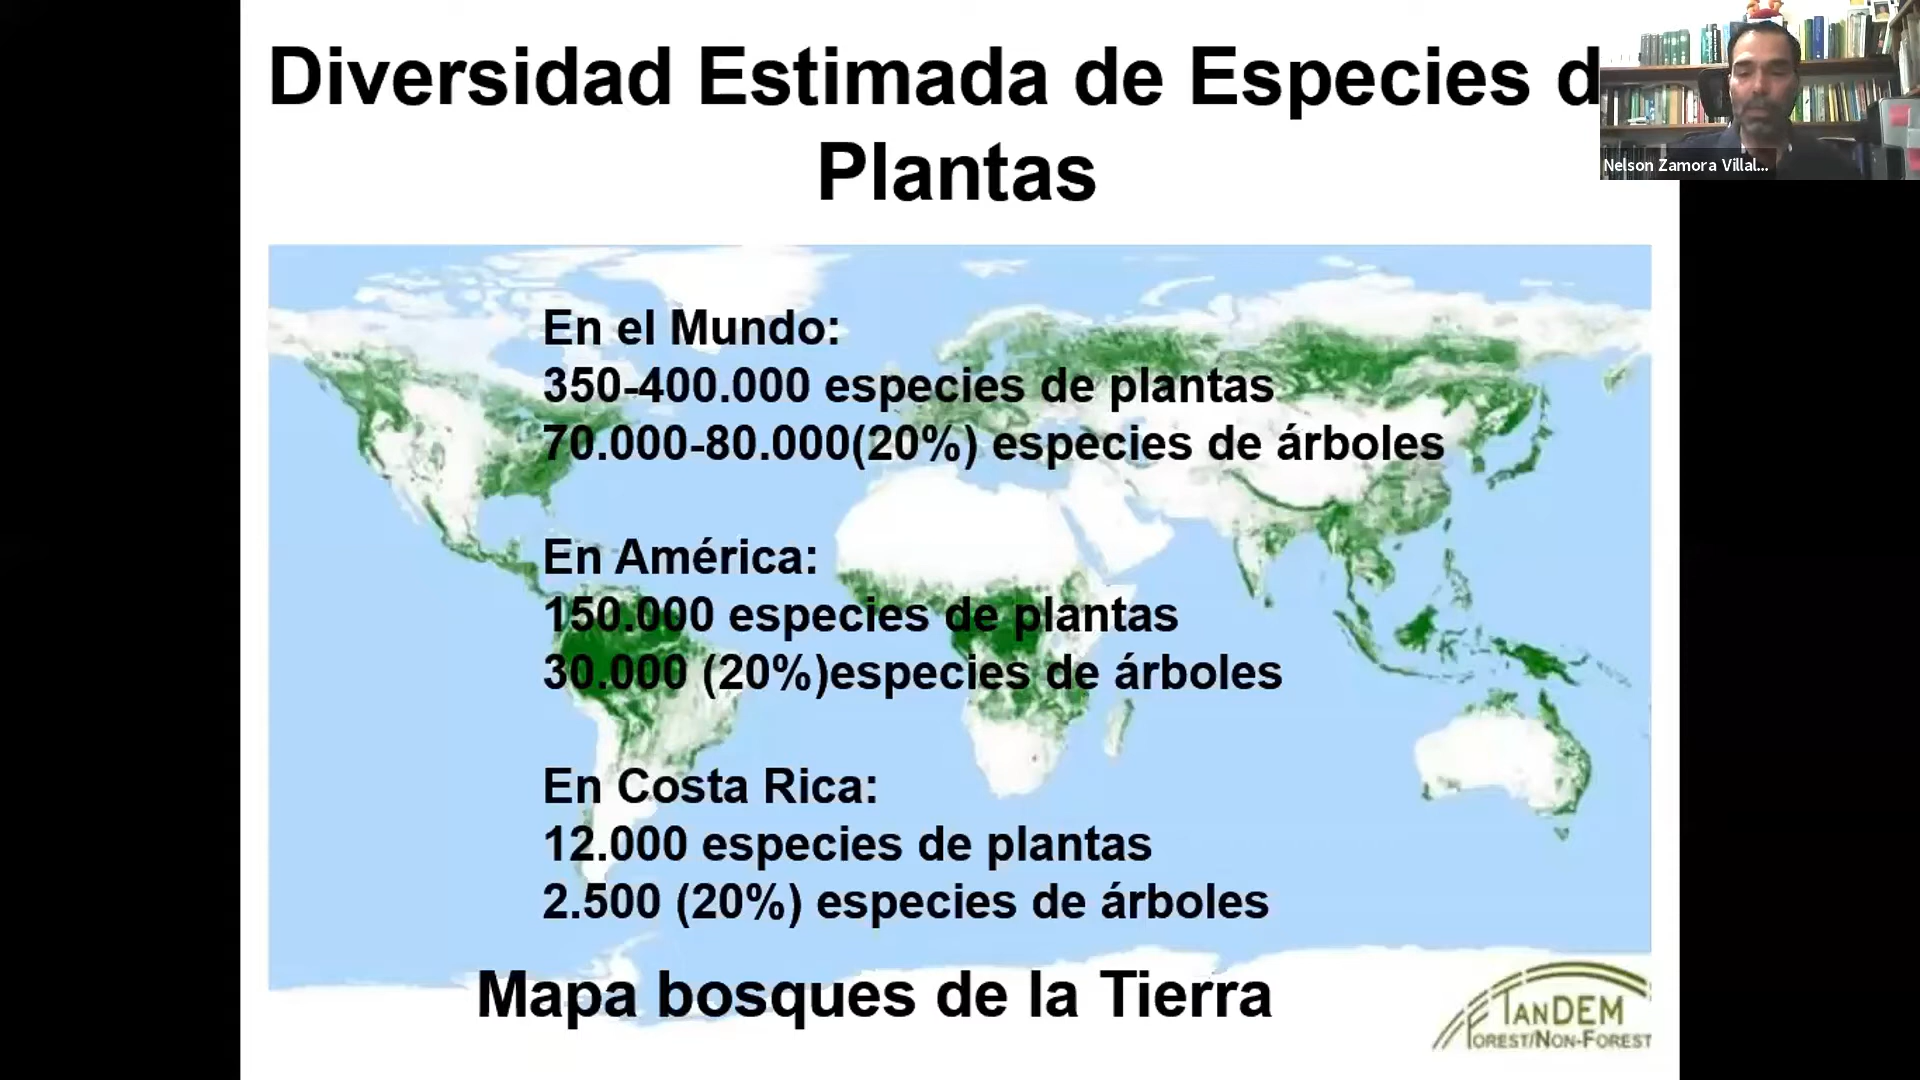 Diversidad Estimada de Especies d
Plantas
Nelson Zamora Villal...
En el Mundo:
350-400.000 especies de plantas
70.000-80.000(20%) especies de árboles
En América:
150.000 especies de plantas
30.000 (20%)especies de árboles
En Costa Rica:
12.000 especies de plantas
2.500 (20%) especies de árboles
Mapa bosques de la Tierra
TANDEM
FOREST/NON-FOREST